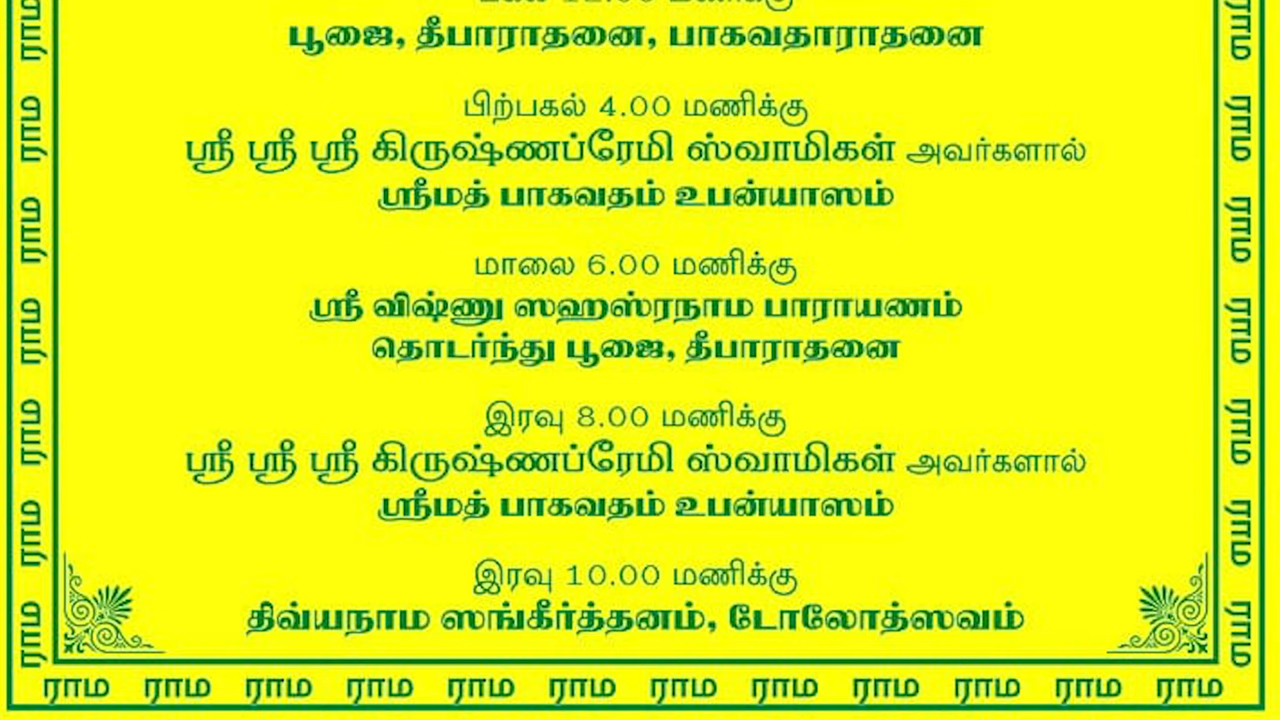 பூஜை, தீபாராதனை, பாகவதாராதனை
பிற்பகல் 4.00 மணிக்கு
ஸ்ரீ ஸ்ரீ ஸ்ரீ கிருஷ்ணப்ரேமி ஸ்வாமிகள் அவர்களால்
ஸ்ரீமத் பாகவதம் உபன்யாஸம்
மாலை 6.00 மணிக்கு
ஸ்ரீ விஷ்ணு ஸஹஸ்ரநாம பாராயணம்
தொடர்ந்து பூஜை, தீபாராதனை
இரவு 8.00 மணிக்கு
ஸ்ரீ ஸ்ரீ ஸ்ரீ கிருஷ்ணப்ரேமி ஸ்வாமிகள் அவர்களால்
ஸ்ரீமத் பாகவதம் உபன்யாஸம்
இரவு 10.00 மணிக்கு
திவ்யநாம ஸங்கீர்த்தனம், டோலோத்ஸவம்
ராம ராம ராம ராம ராம ராம ராம
ராம ராம ராம ராம ராம ராம ராம
ராம ராம ராம ராம ராம ராம ராம ராம ராம ராம ராம ராம